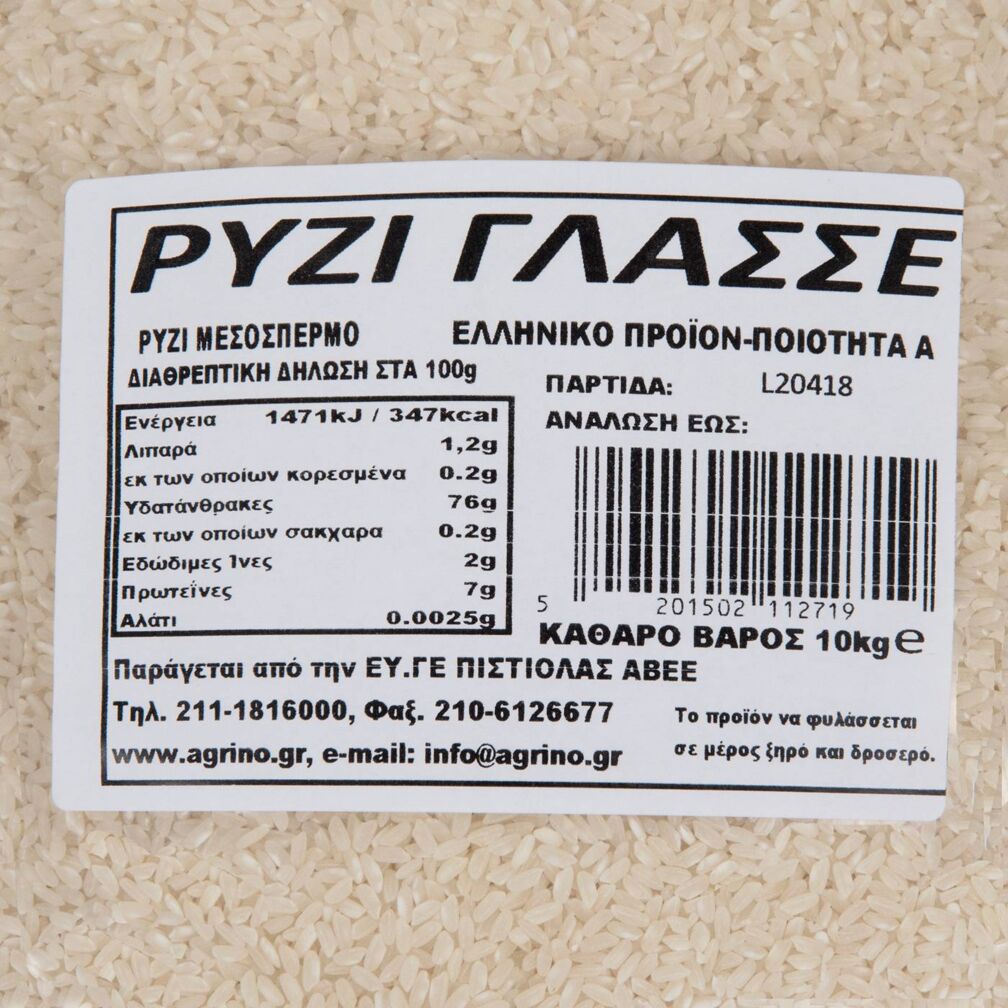 ΡΥΖΙ ΓΛΑΣΣΕ
ΡΥΖΙ ΜΕΣΟΣΠΕΡΜΟ
ΕΛΛΗΝΙΚΟ ΠΡΟΪΟΝ-ΠΟΙΟΤΗΤΑ Α
ΔΙΑΘΡΕΠΤΙΚΗ ΔΗΛΩΣΗ ΣΤΑ 100g
ΠΑΡΤΙΔΑ: L20418
ΑΝΑΛΩΣΗ ΕΩΣ:
Ενέργεια 1471kJ / 347kcal
Λιπαρά 1,2g
εκ των οποίων κορεσμένα 0.2g
Υδατάνθρακες 76g
εκ των οποίων σακχαρα 0.2g
Εδώδιμες Ίνες 2g
Πρωτεΐνες 7g
Αλάτι 0.0025g
5 201502 112719
ΚΑΘΑΡΟ ΒΑΡΟΣ 10kg e
Παράγεται από την ΕΥ.ΓΕ ΠΙΣΤΙΟΛΑΣ ΑΒΕΕ
Τηλ. 211-1816000, Φαξ. 210-6126677
www.agrino.gr, e-mail: info@agrino.gr
Το προϊόν να φυλάσσεται
σε μέρος ξηρό και δροσερό.